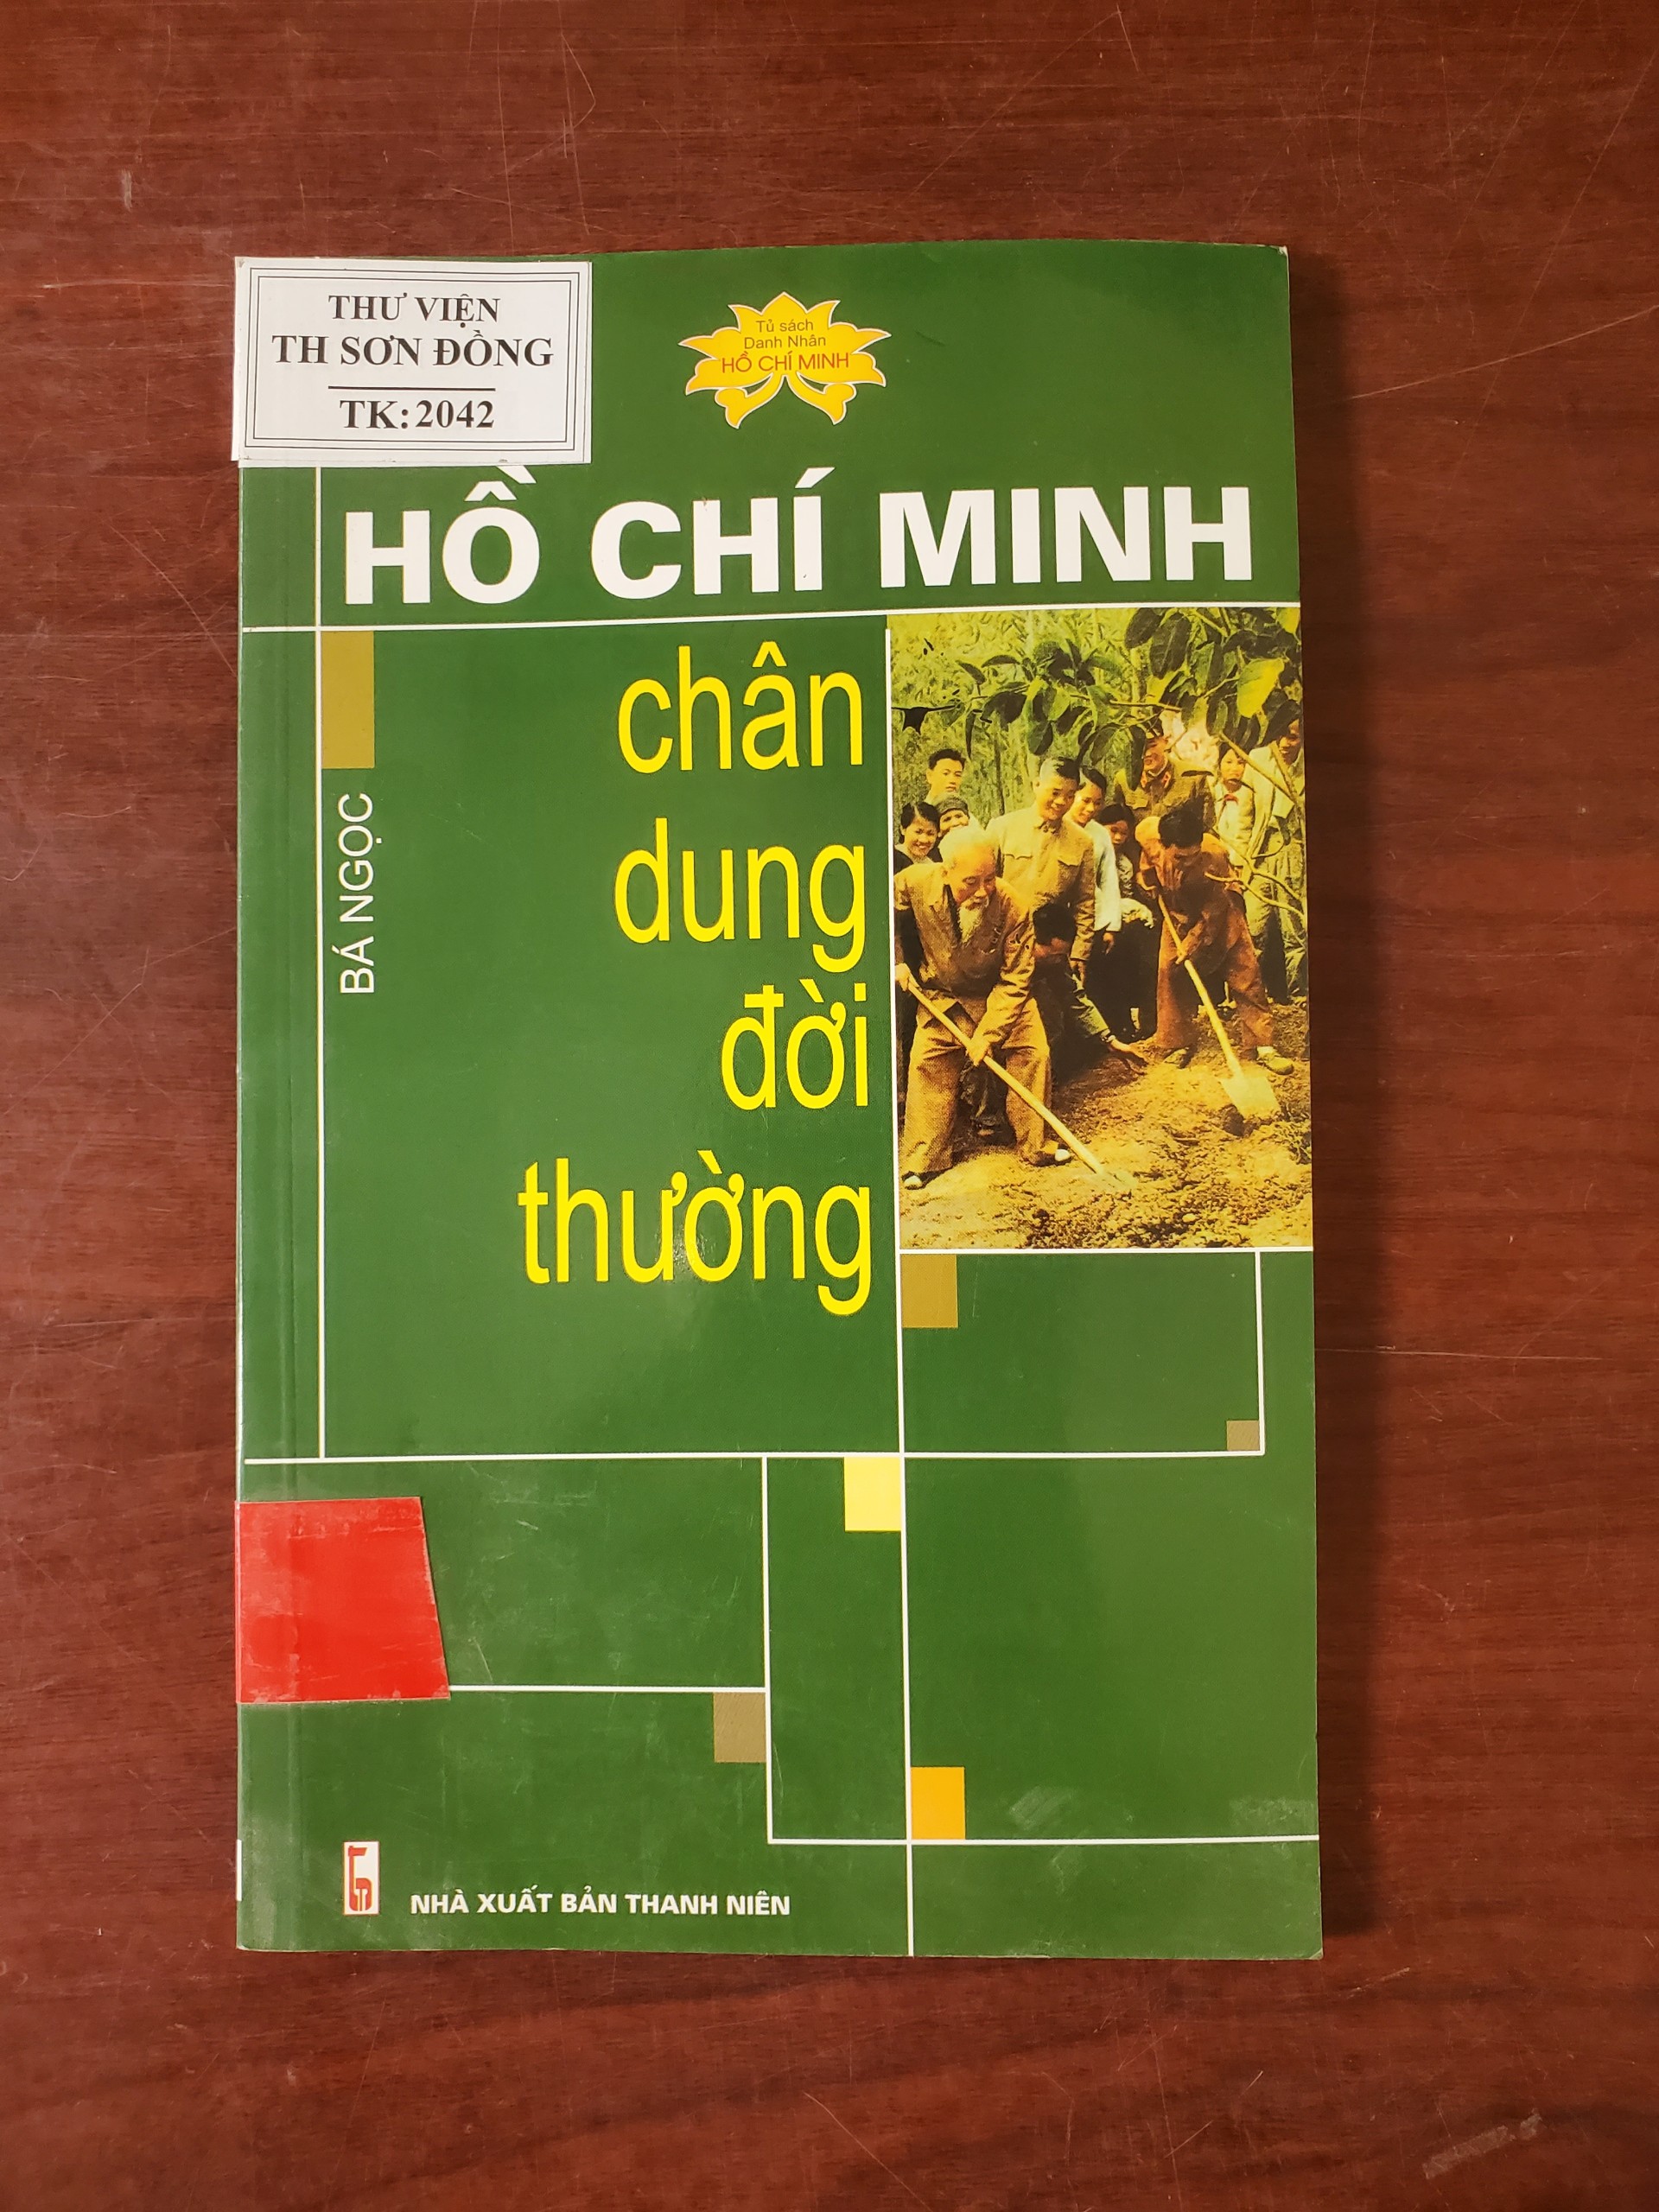 THƯ VIỆN
TH SƠN ĐỒNG
TK: 2042
Tủ sách
Danh Nhân
HỒ CHÍ MINH
HỒ CHÍ MINH
chân
dung
đời
thường
BÁ NGỌC
NHÀ XUẤT BẢN THANH NIÊN